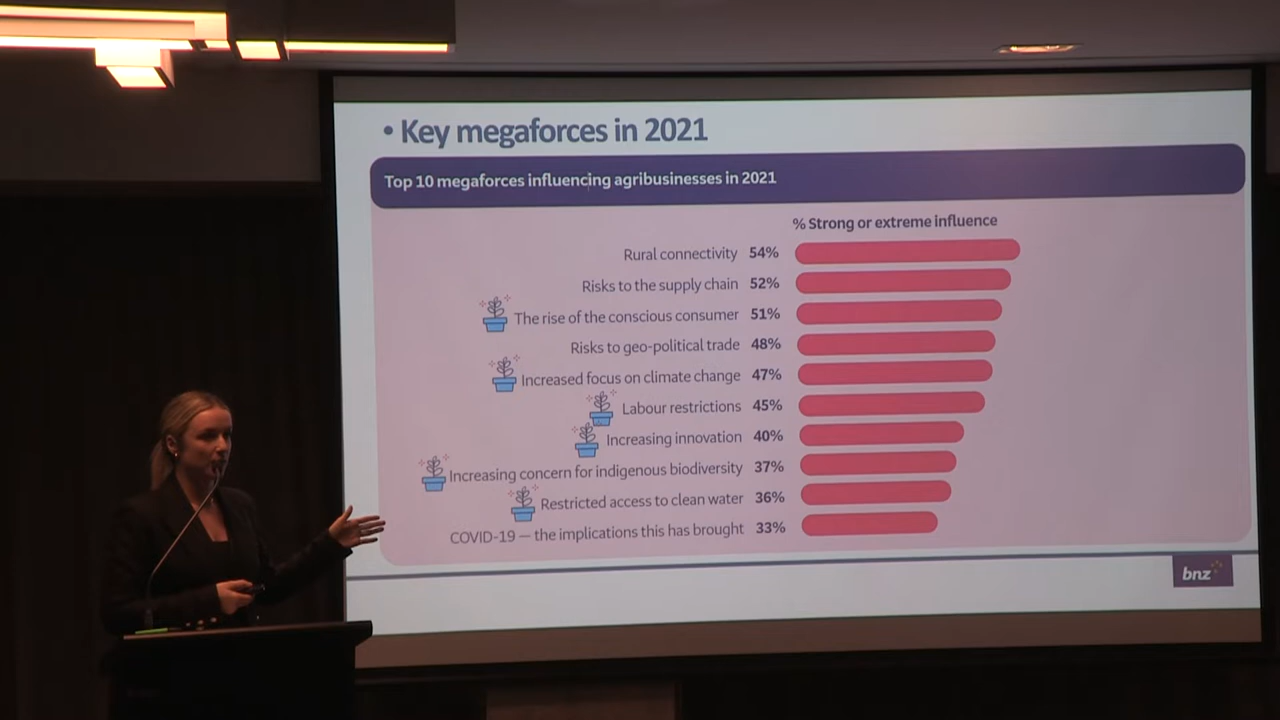 • Key megaforces in 2021
Top 10 megaforces influencing agribusinesses in 2021
% Strong or extreme influence
Rural connectivity 54%
Risks to the supply chain 52%
The rise of the conscious consumer 51%
Risks to geo-political trade 48%
Increased focus on climate change 47%
Labour restrictions 45%
Increasing innovation 40%
Increasing concern for indigenous biodiversity 37%
Restricted access to clean water 36%
COVID-19 — the implications this has brought 33%
bnz